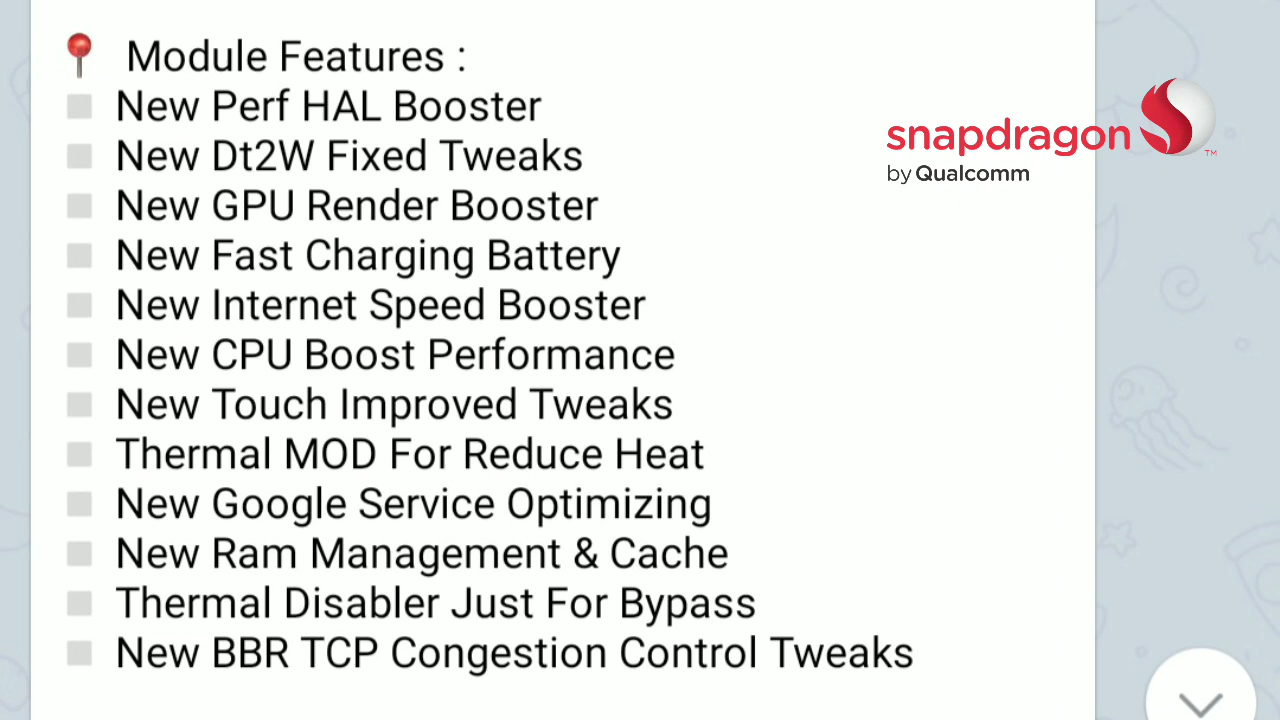 📍 Module Features :
New Perf HAL Booster
New Dt2W Fixed Tweaks
New GPU Render Booster
New Fast Charging Battery
New Internet Speed Booster
New CPU Boost Performance
New Touch Improved Tweaks
Thermal MOD For Reduce Heat
New Google Service Optimizing
New Ram Management & Cache
Thermal Disabler Just For Bypass
New BBR TCP Congestion Control Tweaks
snapdragon™
by Qualcomm